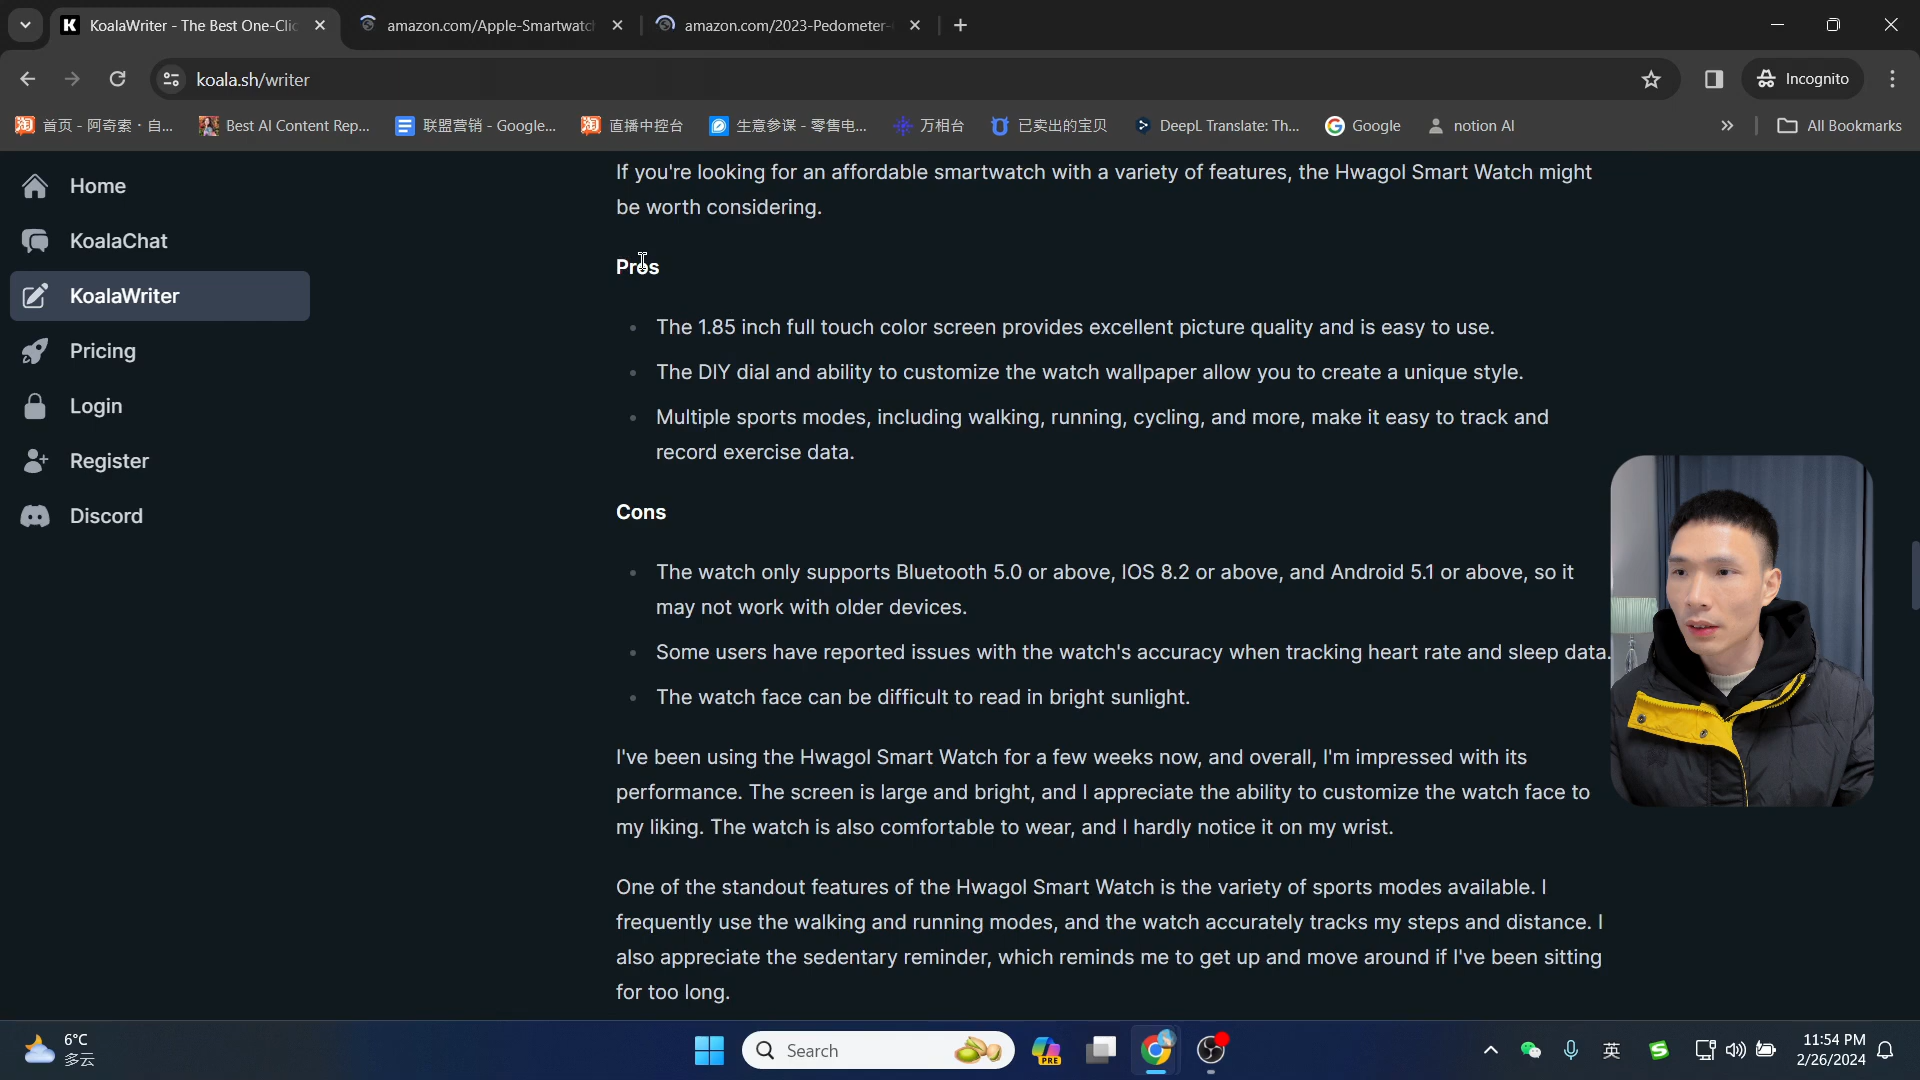 KoalaWriter - The Best One-Clic
amazon.com/Apple-Smartwatc
amazon.com/2023-Pedometer-
koala.sh/writer
Incognito
首页 - 阿奇索 · 自...
Best AI Content Rep...
联盟营销 - Google...
直播中控台
生意参谋 - 零售电...
万相台
已卖出的宝贝
DeepL Translate: Th...
Google
notion AI
All Bookmarks
Home
KoalaChat
KoalaWriter
Pricing
Login
Register
Discord
If you're looking for an affordable smartwatch with a variety of features, the Hwagol Smart Watch might
be worth considering.
Pros
The 1.85 inch full touch color screen provides excellent picture quality and is easy to use.
The DIY dial and ability to customize the watch wallpaper allow you to create a unique style.
Multiple sports modes, including walking, running, cycling, and more, make it easy to track and
record exercise data.
Cons
The watch only supports Bluetooth 5.0 or above, IOS 8.2 or above, and Android 5.1 or above, so it
may not work with older devices.
Some users have reported issues with the watch's accuracy when tracking heart rate and sleep data.
The watch face can be difficult to read in bright sunlight.
I've been using the Hwagol Smart Watch for a few weeks now, and overall, I'm impressed with its
performance. The screen is large and bright, and I appreciate the ability to customize the watch face to
my liking. The watch is also comfortable to wear, and I hardly notice it on my wrist.
One of the standout features of the Hwagol Smart Watch is the variety of sports modes available. I
frequently use the walking and running modes, and the watch accurately tracks my steps and distance. I
also appreciate the sedentary reminder, which reminds me to get up and move around if I've been sitting
for too long.
6°C
多云
Search
PRE
英
11:54 PM
2/26/2024